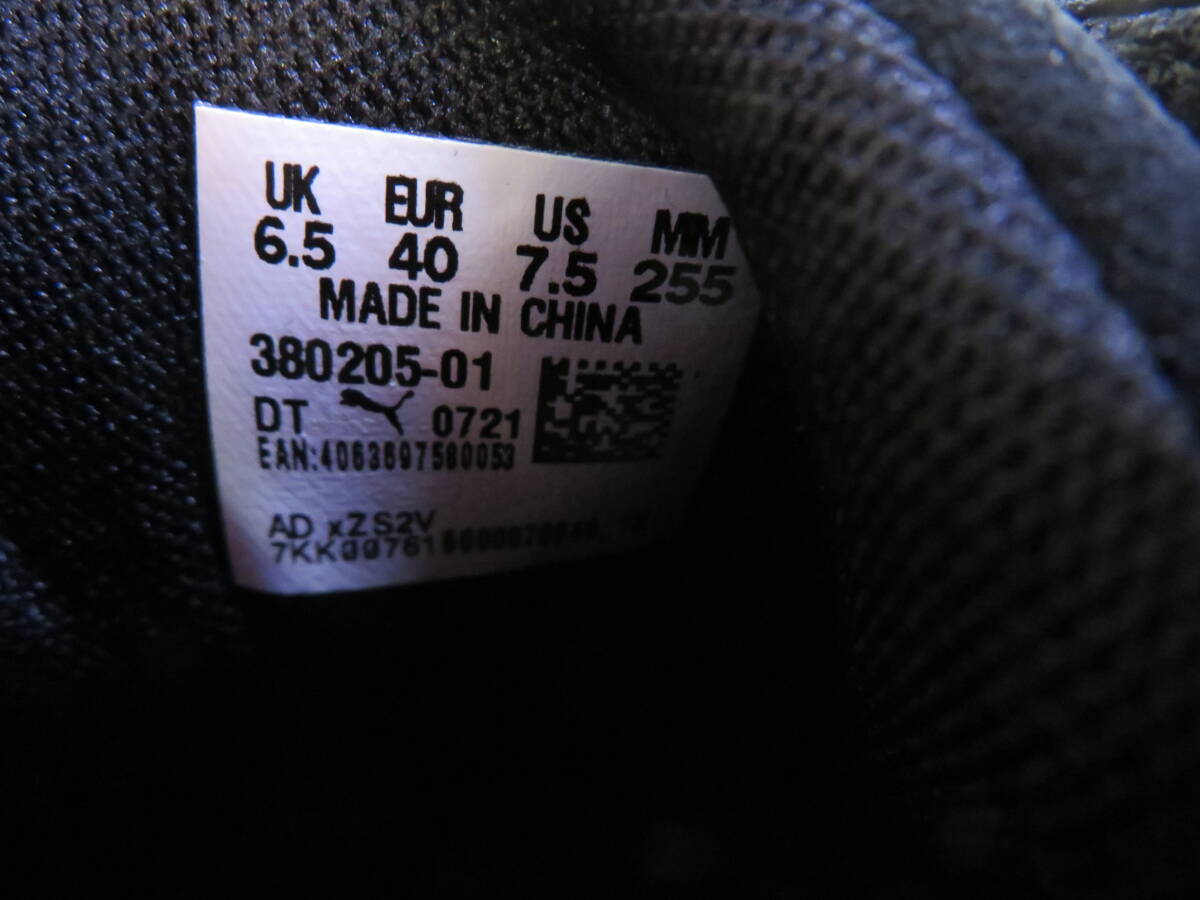 UK EUR US MM
6.5 40 7.5 255
MADE IN CHINA
380205-01
DT 0721
EAN:4063697580053
AD xZS2V
7KK00761